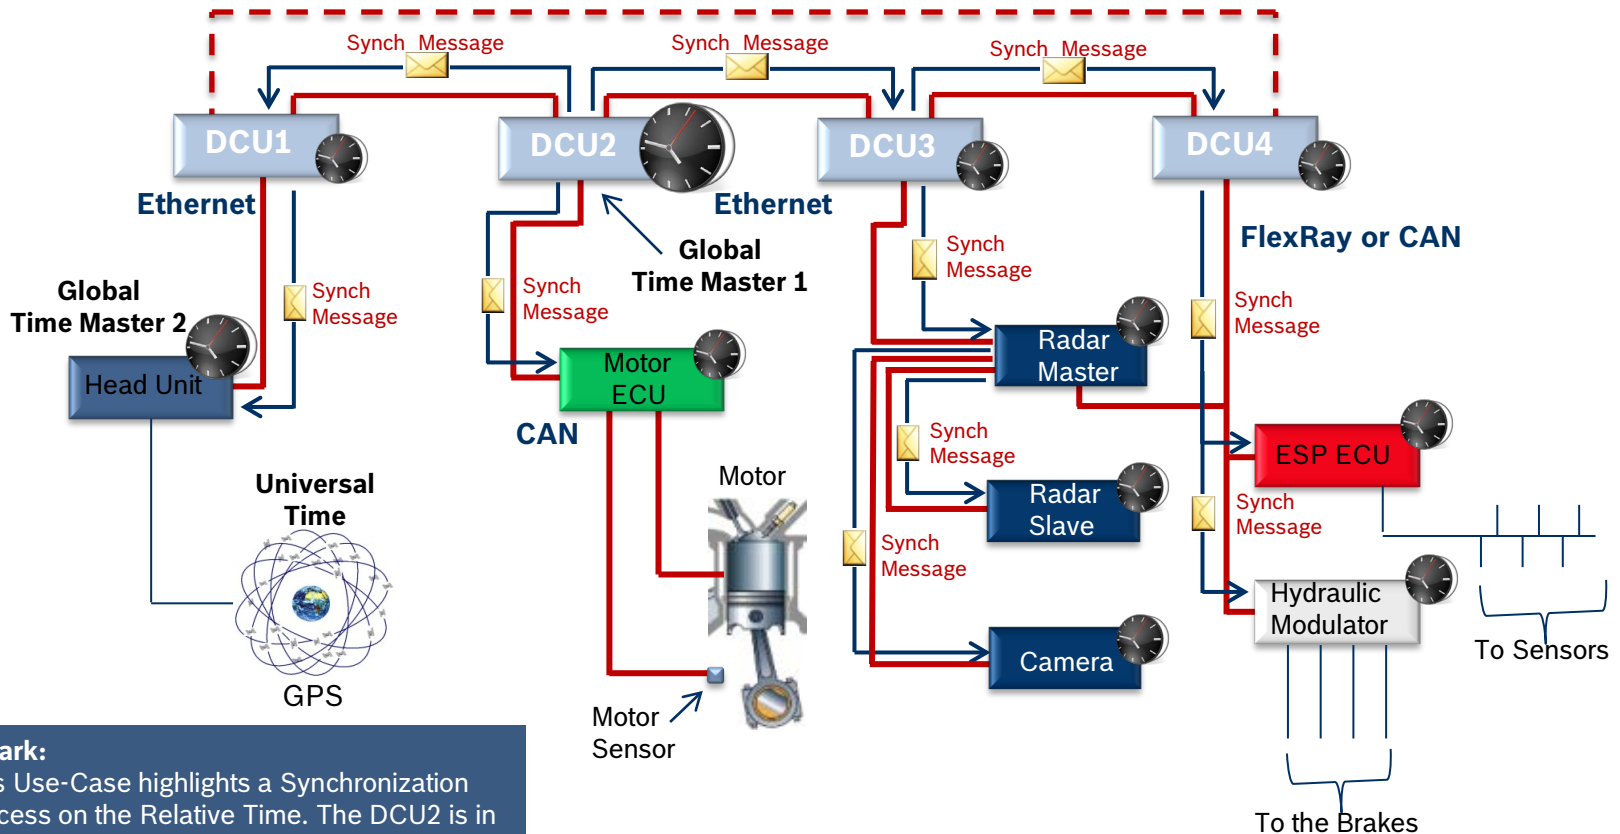 Synch Message
Synch Message
Synch Message
DCU1
DCU2
DCU3
DCU4
Ethernet
Ethernet
FlexRay or CAN
Global
Time Master 1
Synch
Message
Global
Time Master 2
Synch
Message
Synch
Message
Synch
Message
Head Unit
Motor
ECU
Radar
Master
CAN
Synch
Message
ESP ECU
Motor
Universal
Time
Radar
Slave
Synch
Message
Synch
Message
Hydraulic
Modulator
To Sensors
Camera
GPS
Motor
Sensor
ark:
s Use-Case highlights a Synchronization
cess on the Relative Time. The DCU2 is in
To the Brakes